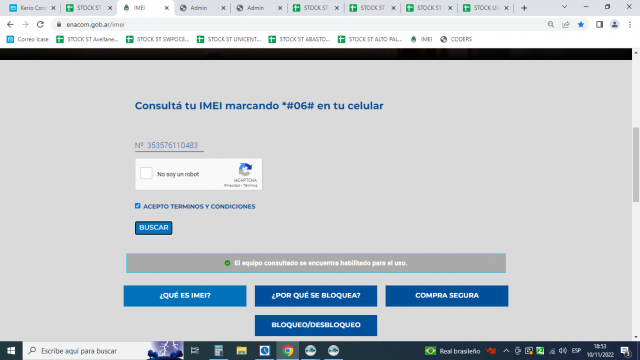 Kerio Con
STOCK ST
STOCK ST
IMEI
Admin
Admin
STOCK ST
STOCK ST
STOCK ST
STOCK UN
enacom.gob.ar/imei
Correo Icase
STOCK ST Avellane...
STOCK ST SWPOCE...
STOCK ST UNICENT...
STOCK ST ABASTO...
STOCK ST ALTO PAL...
IMEI
CODERS
Consultá tu IMEI marcando *#06# en tu celular
Nº 353576110483
No soy un robot
reCAPTCHA
Privacidad - Términos
ACEPTO TERMINOS Y CONDICIONES
BUSCAR
El equipo consultado se encuentra habilitado para el uso.
¿QUÉ ES IMEI?
¿POR QUÉ SE BLOQUEA?
COMPRA SEGURA
BLOQUEO/DESBLOQUEO
Escribe aquí para buscar
Real brasileño
ESP
18:53
10/11/2022